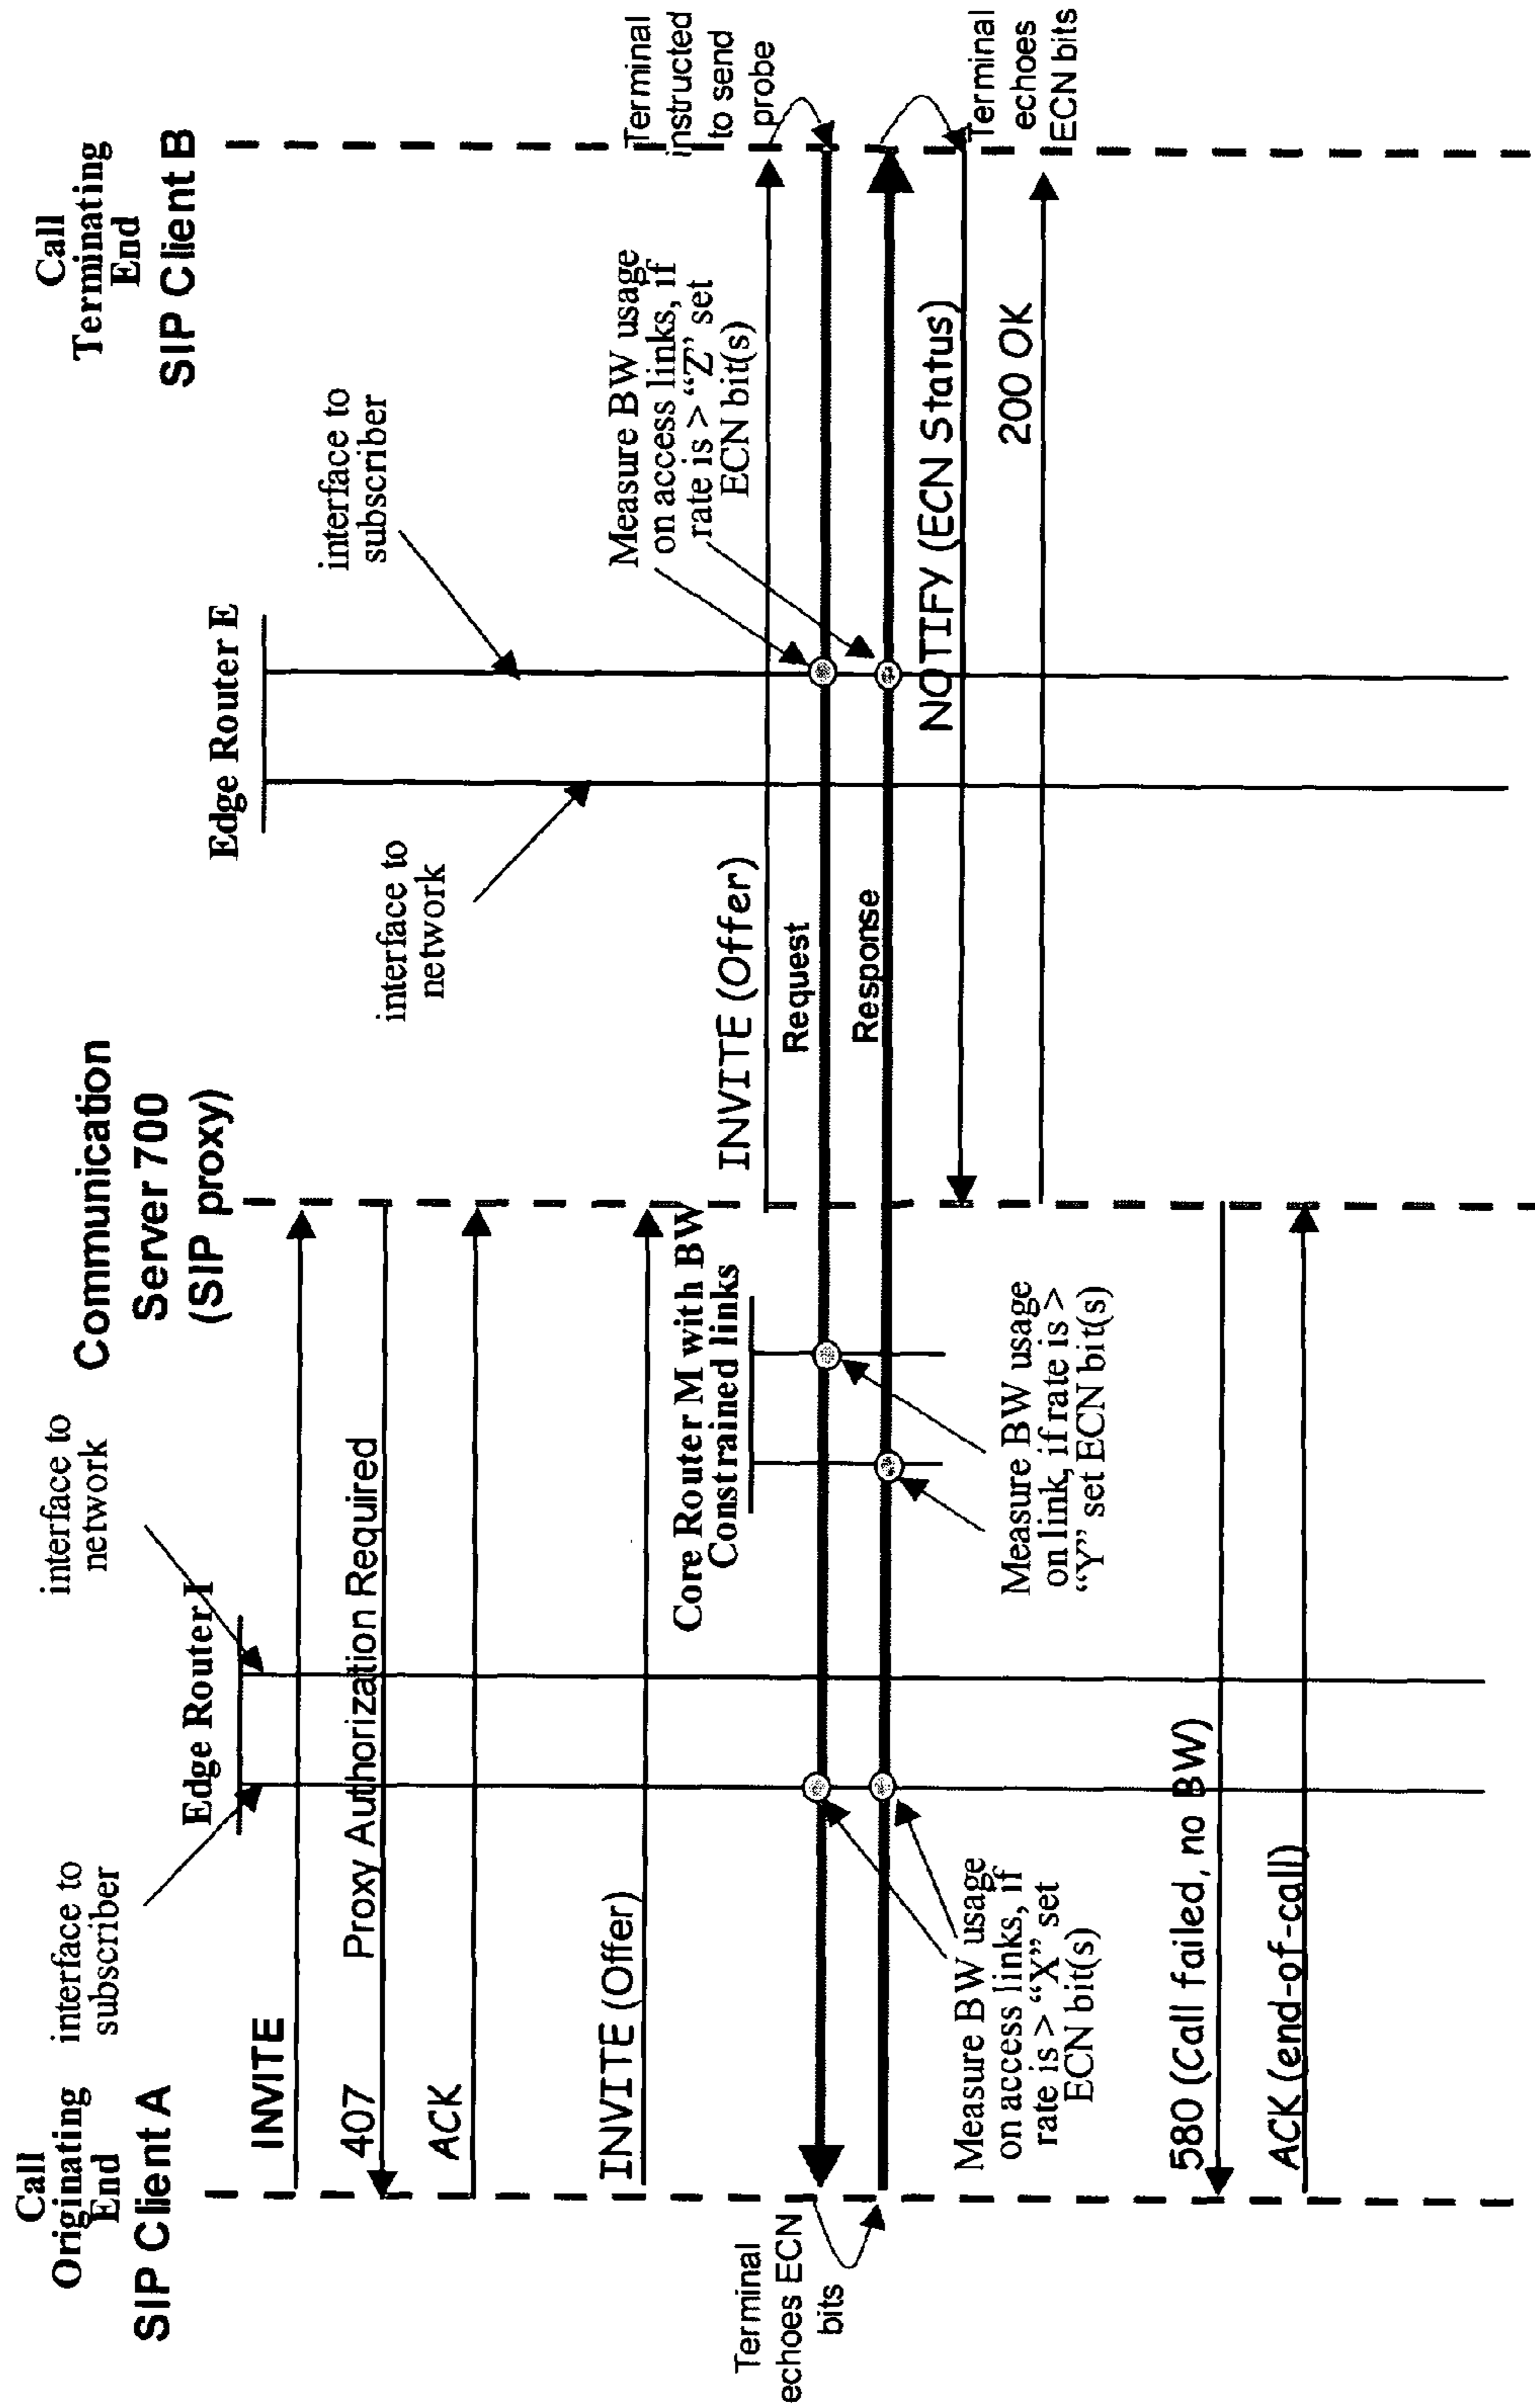 Call
Originating
End
SIP Client A
interface to
subscriber
Edge Router I
interface to
network
Communication
Server 700
(SIP proxy)
Edge Router E
interface to
network
interface to
subscriber
Call
Terminating
End
SIP Client B
INVITE
407 Proxy Authorization Required
ACK
INVITE (Offer)
Core Router M with BW
Constrained links
INVITE (Offer)
Request
Response
Measure BW usage
on access links, if
rate is > “Z” set
ECN bit(s)
Terminal
instructed
to send
probe
Terminal
echoes ECN
bits
Measure BW usage
on access links, if
rate is > “X” set
ECN bit(s)
Measure BW usage
on link, if rate is >
“Y” set ECN bit(s)
NOTIFY (ECN Status)
Terminal
echoes
ECN bits
200 OK
580 (Call failed, no BW)
ACK (end-of-call)